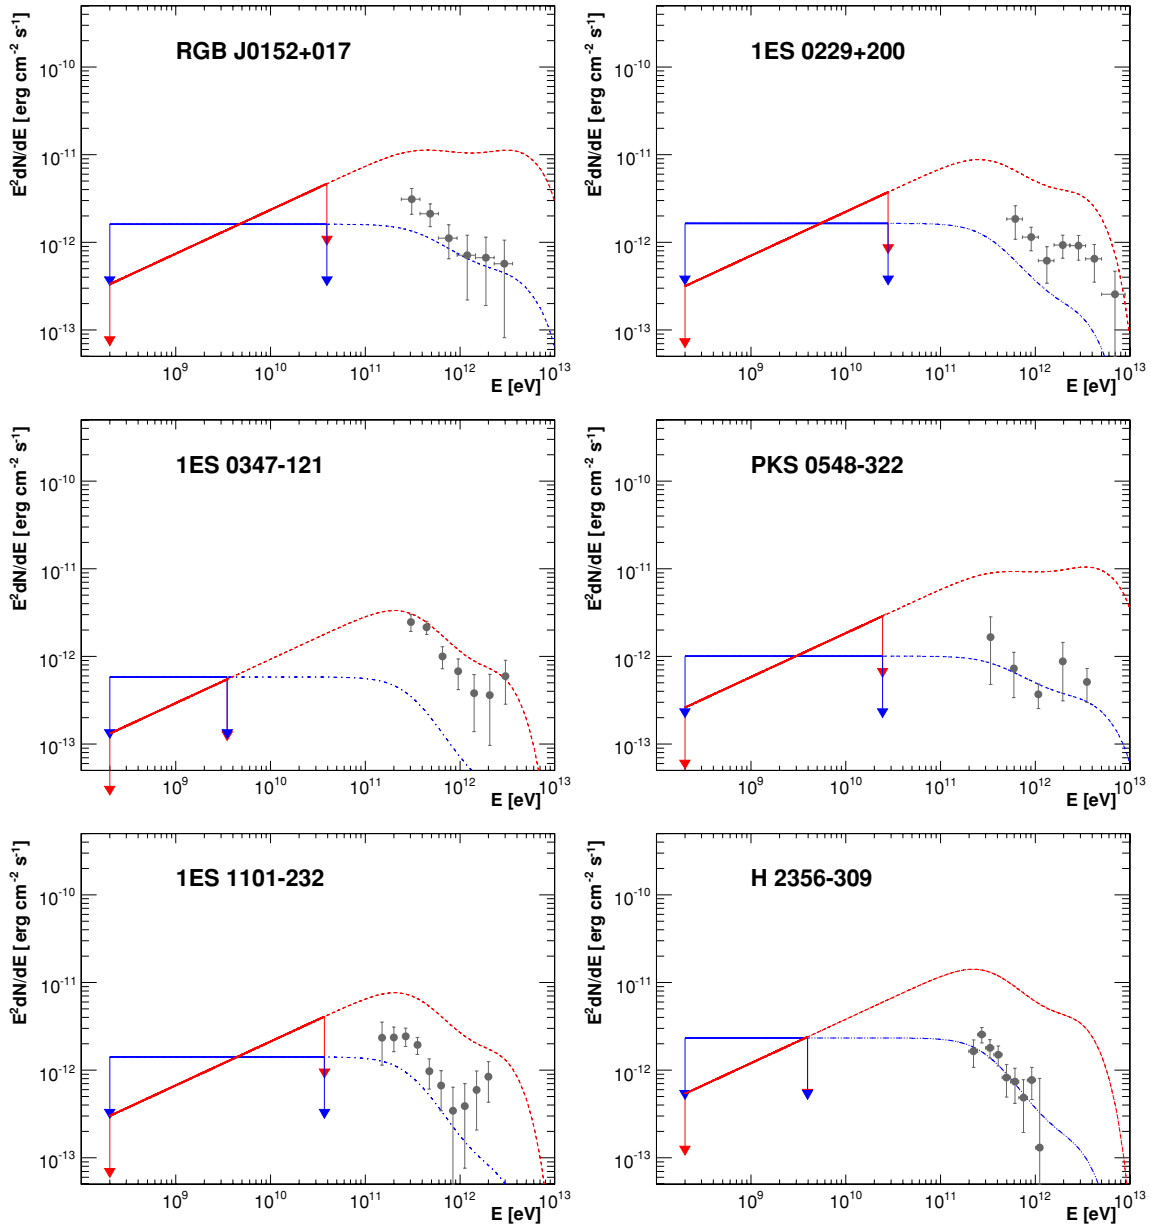 RGB J0152+017
E²dN/dE [ erg cm⁻² s⁻¹]
10⁻¹⁰
10⁻¹¹
10⁻¹²
10⁻¹³
10⁹ 10¹⁰ 10¹¹ 10¹² 10¹³
E [eV]
1ES 0229+200
E²dN/dE [ erg cm⁻² s⁻¹]
10⁻¹⁰
10⁻¹¹
10⁻¹²
10⁻¹³
10⁹ 10¹⁰ 10¹¹ 10¹² 10¹³
E [eV]
1ES 0347-121
E²dN/dE [ erg cm⁻² s⁻¹]
10⁻¹⁰
10⁻¹¹
10⁻¹²
10⁻¹³
10⁹ 10¹⁰ 10¹¹ 10¹² 10¹³
E [eV]
PKS 0548-322
E²dN/dE [ erg cm⁻² s⁻¹]
10⁻¹⁰
10⁻¹¹
10⁻¹²
10⁻¹³
10⁹ 10¹⁰ 10¹¹ 10¹² 10¹³
E [eV]
1ES 1101-232
E²dN/dE [ erg cm⁻² s⁻¹]
10⁻¹⁰
10⁻¹¹
10⁻¹²
10⁻¹³
10⁹ 10¹⁰ 10¹¹ 10¹² 10¹³
E [eV]
H 2356-309
E²dN/dE [ erg cm⁻² s⁻¹]
10⁻¹⁰
10⁻¹¹
10⁻¹²
10⁻¹³
10⁹ 10¹⁰ 10¹¹ 10¹² 10¹³
E [eV]